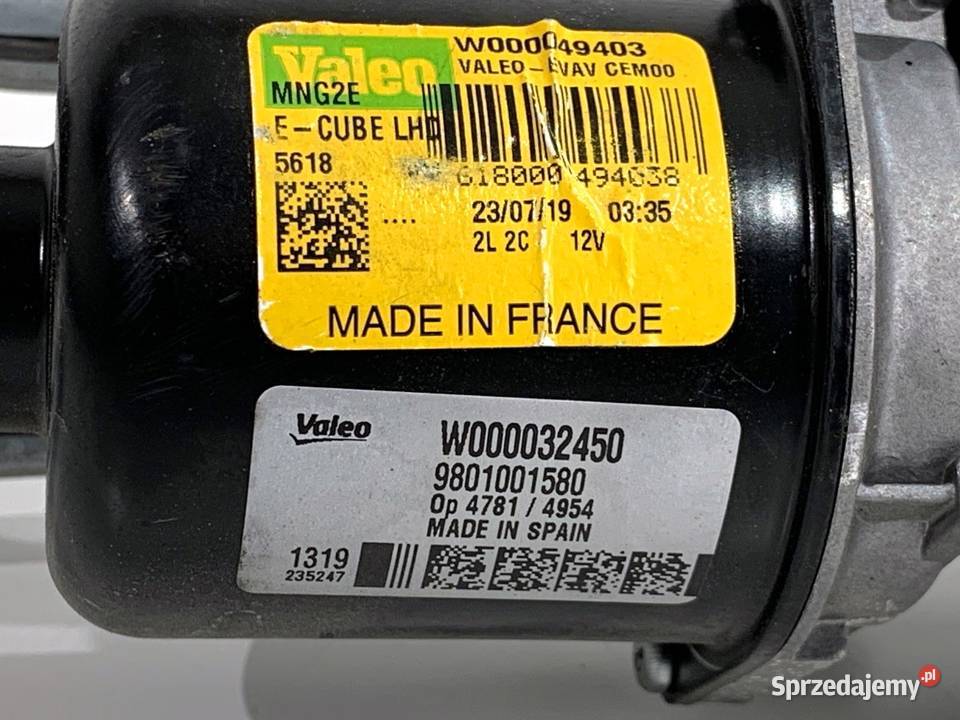 Valeo
W000049403
VALEO-EVAV CEM00
MNG2E
E-CUBE LHD
5618
618000 494038
....
23/07/19 03:35
2L 2C 12V
MADE IN FRANCE
Valeo
W000032450
9801001580
Op 4781 / 4954
MADE IN SPAIN
1319
235247
Sprzedajemy.pl